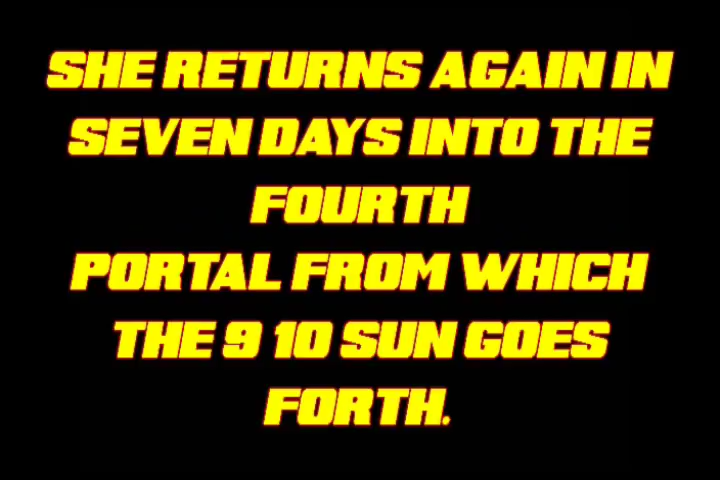 SHE RETURNS AGAIN IN
SEVEN DAYS INTO THE
FOURTH
PORTAL FROM WHICH
THE 9 10 SUN GOES
FORTH.